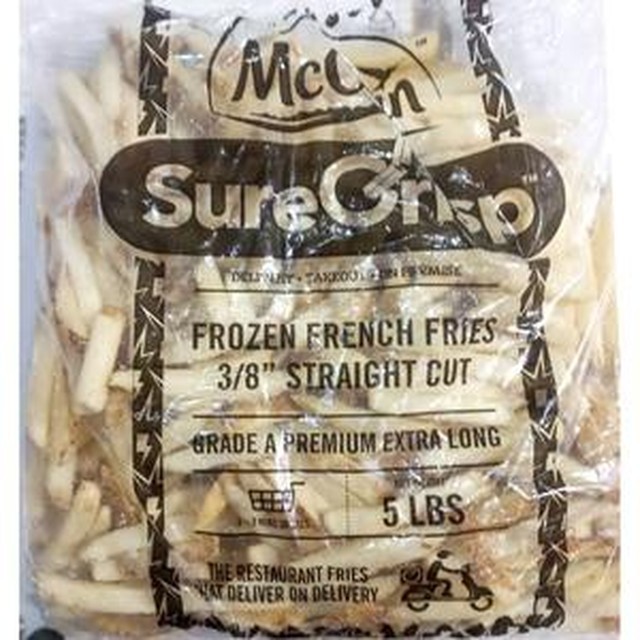 McCain
SureCrisp™
DELIVERY • TAKEOUT • ON PREMISE
FROZEN FRENCH FRIES
3/8" STRAIGHT CUT
GRADE A PREMIUM EXTRA LONG
5 LBS
THE RESTAURANT FRIES
THAT DELIVER ON DELIVERY